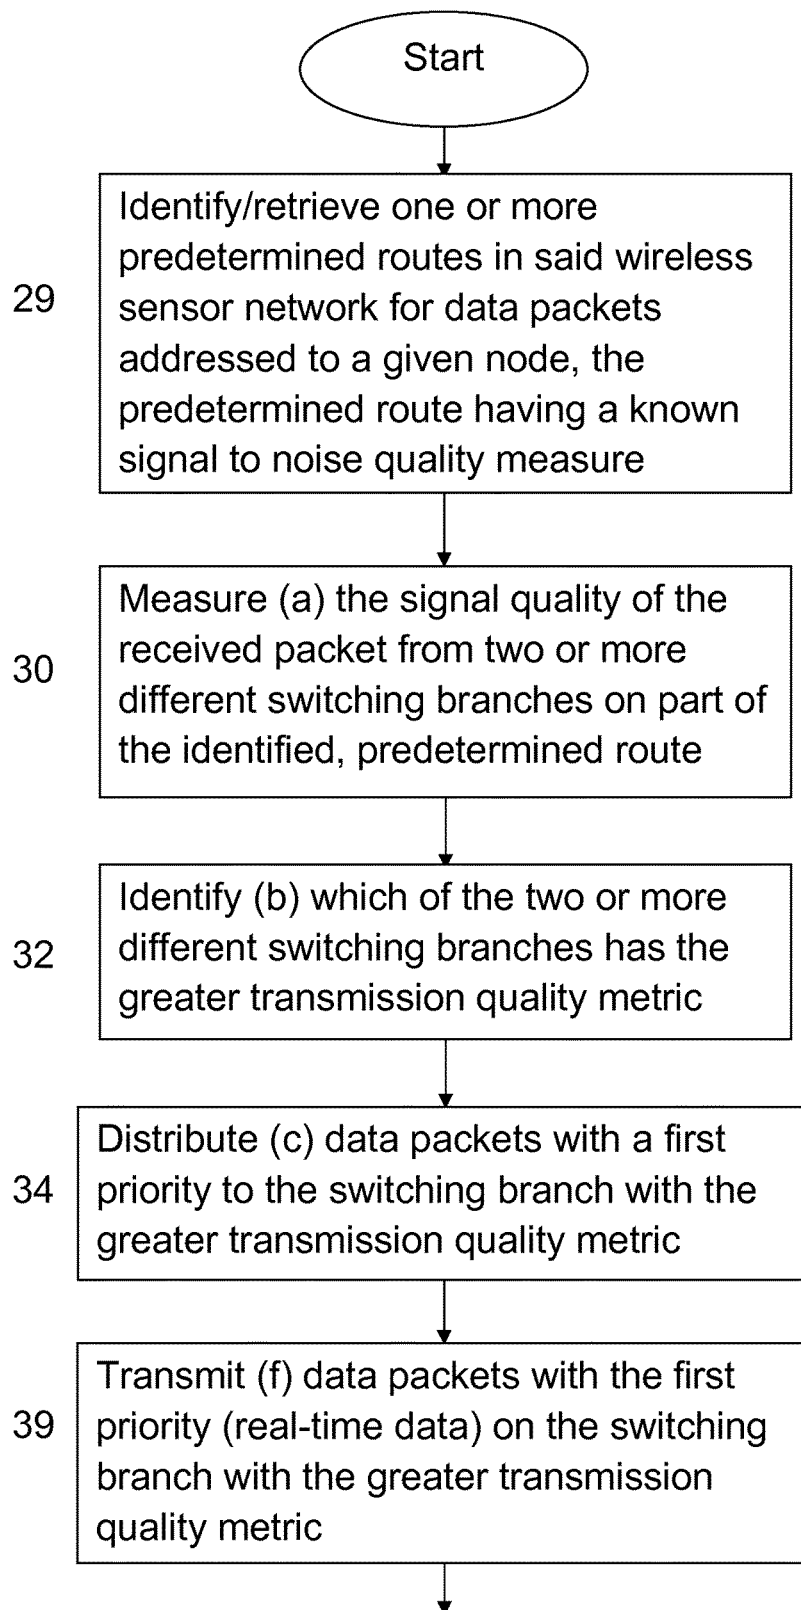 Start
29
Identify/retrieve one or more
predetermined routes in said wireless
sensor network for data packets
addressed to a given node, the
predetermined route having a known
signal to noise quality measure
30
Measure (a) the signal quality of the
received packet from two or more
different switching branches on part of
the identified, predetermined route
32
Identify (b) which of the two or more
different switching branches has the
greater transmission quality metric
34
Distribute (c) data packets with a first
priority to the switching branch with the
greater transmission quality metric
39
Transmit (f) data packets with the first
priority (real-time data) on the switching
branch with the greater transmission
quality metric